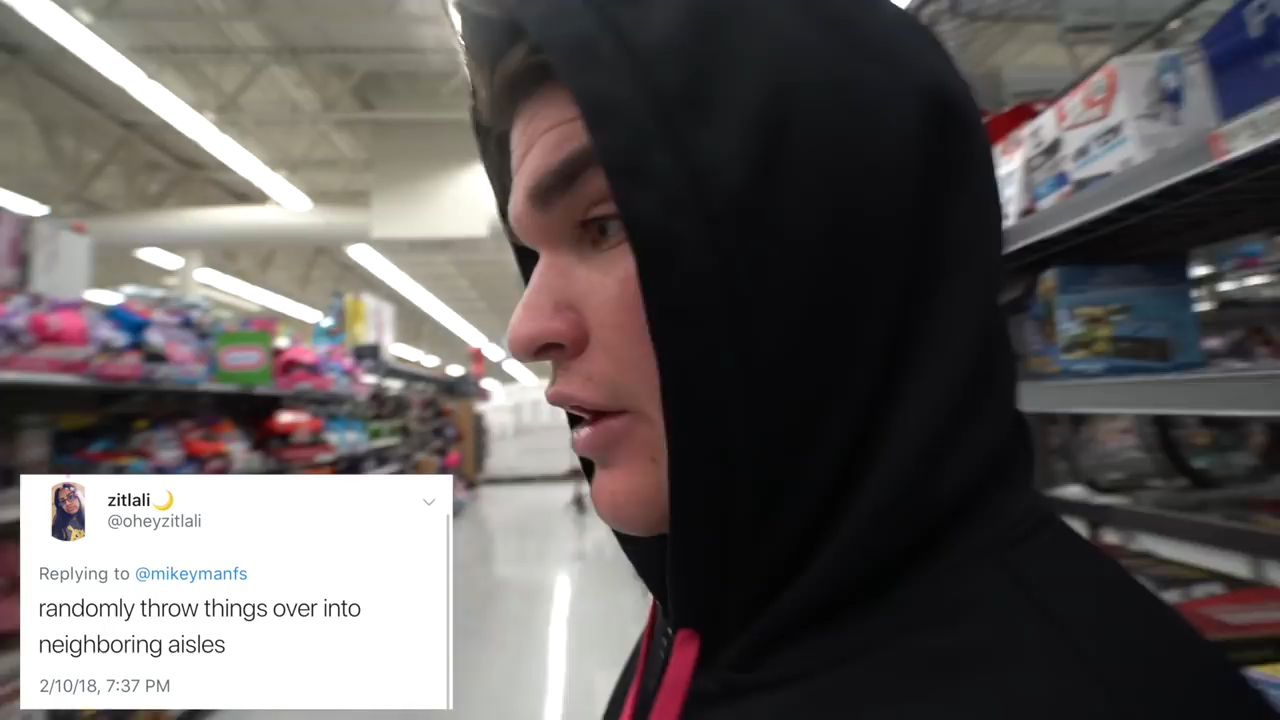 zitlali🌙
@oheyzitlali
Replying to @mikeymanfs
randomly throw things over into
neighboring aisles
2/10/18, 7:37 PM